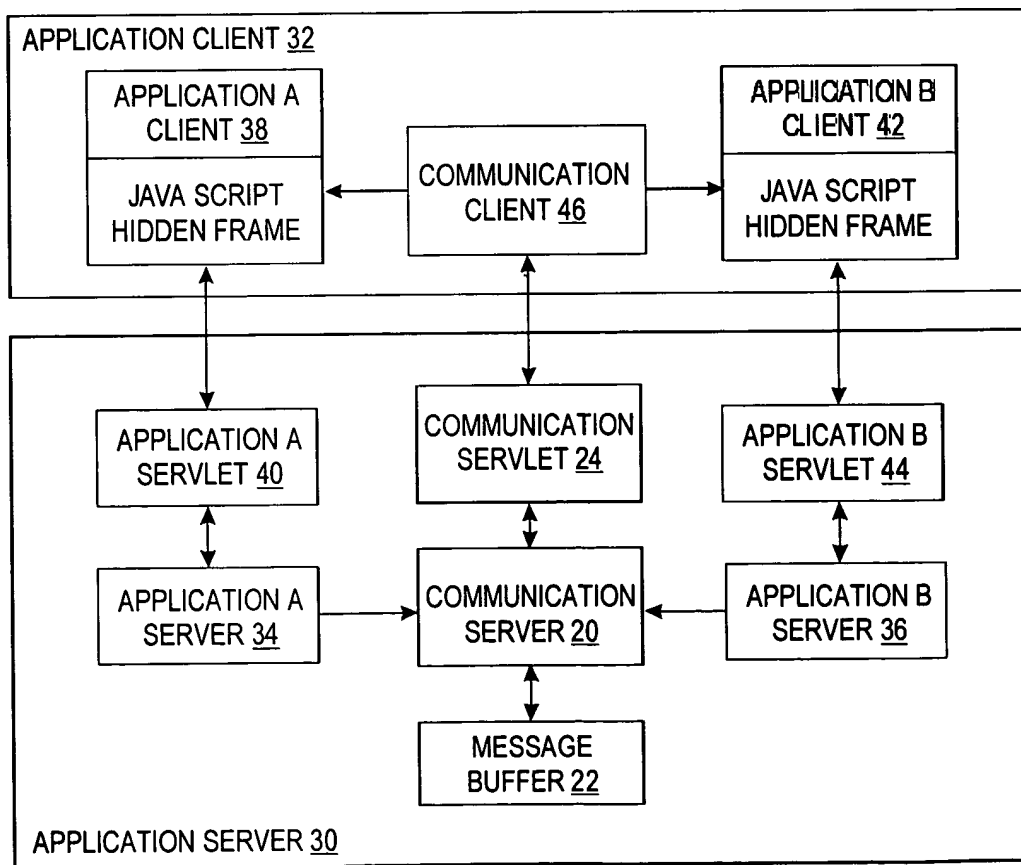 APPLICATION CLIENT 32
APPLICATION A
CLIENT 38
JAVA SCRIPT
HIDDEN FRAME
COMMUNICATION
CLIENT 46
APPLICATION B
CLIENT 42
JAVA SCRIPT
HIDDEN FRAME
APPLICATION A
SERVLET 40
COMMUNICATION
SERVLET 24
APPLICATION B
SERVLET 44
APPLICATION A
SERVER 34
COMMUNICATION
SERVER 20
APPLICATION B
SERVER 36
MESSAGE
BUFFER 22
APPLICATION SERVER 30